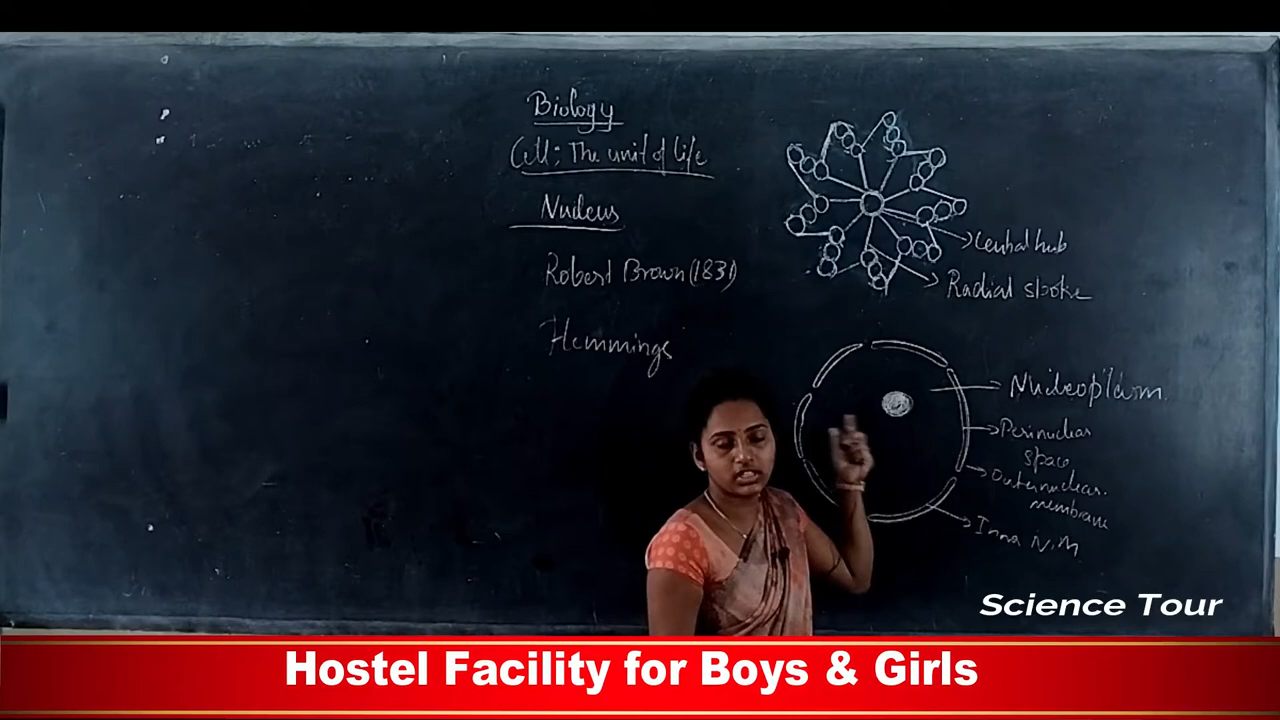 Biology
Cell: The unit of life
Nucleus
Robert Brown (1831)
Flemmings
Central hub
Radial stoke
Nucleoplasm
Perinuclear
space
Outer nuclear
membrane
Inner N.M
Science Tour
Hostel Facility for Boys & Girls